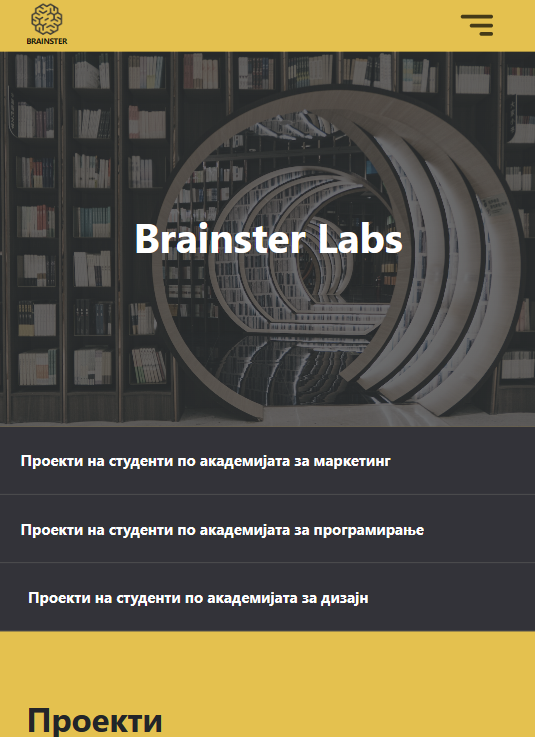 BRAINSTER
Brainster Labs
Проекти на студенти по академијата за маркетинг
Проекти на студенти по академијата за програмирање
Проекти на студенти по академијата за дизајн
Проекти